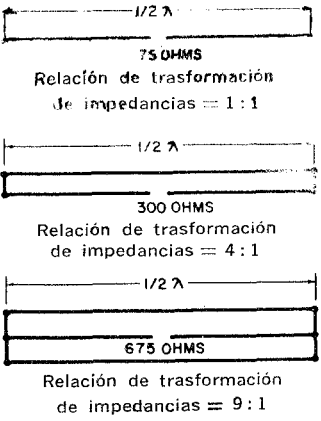 1/2 λ
75 OHMS
Relación de trasformación
de impedancias = 1 : 1
1/2 λ
300 OHMS
Relación de trasformación
de impedancias = 4 : 1
1/2 λ
675 OHMS
Relación de trasformación
de impedancias = 9 : 1